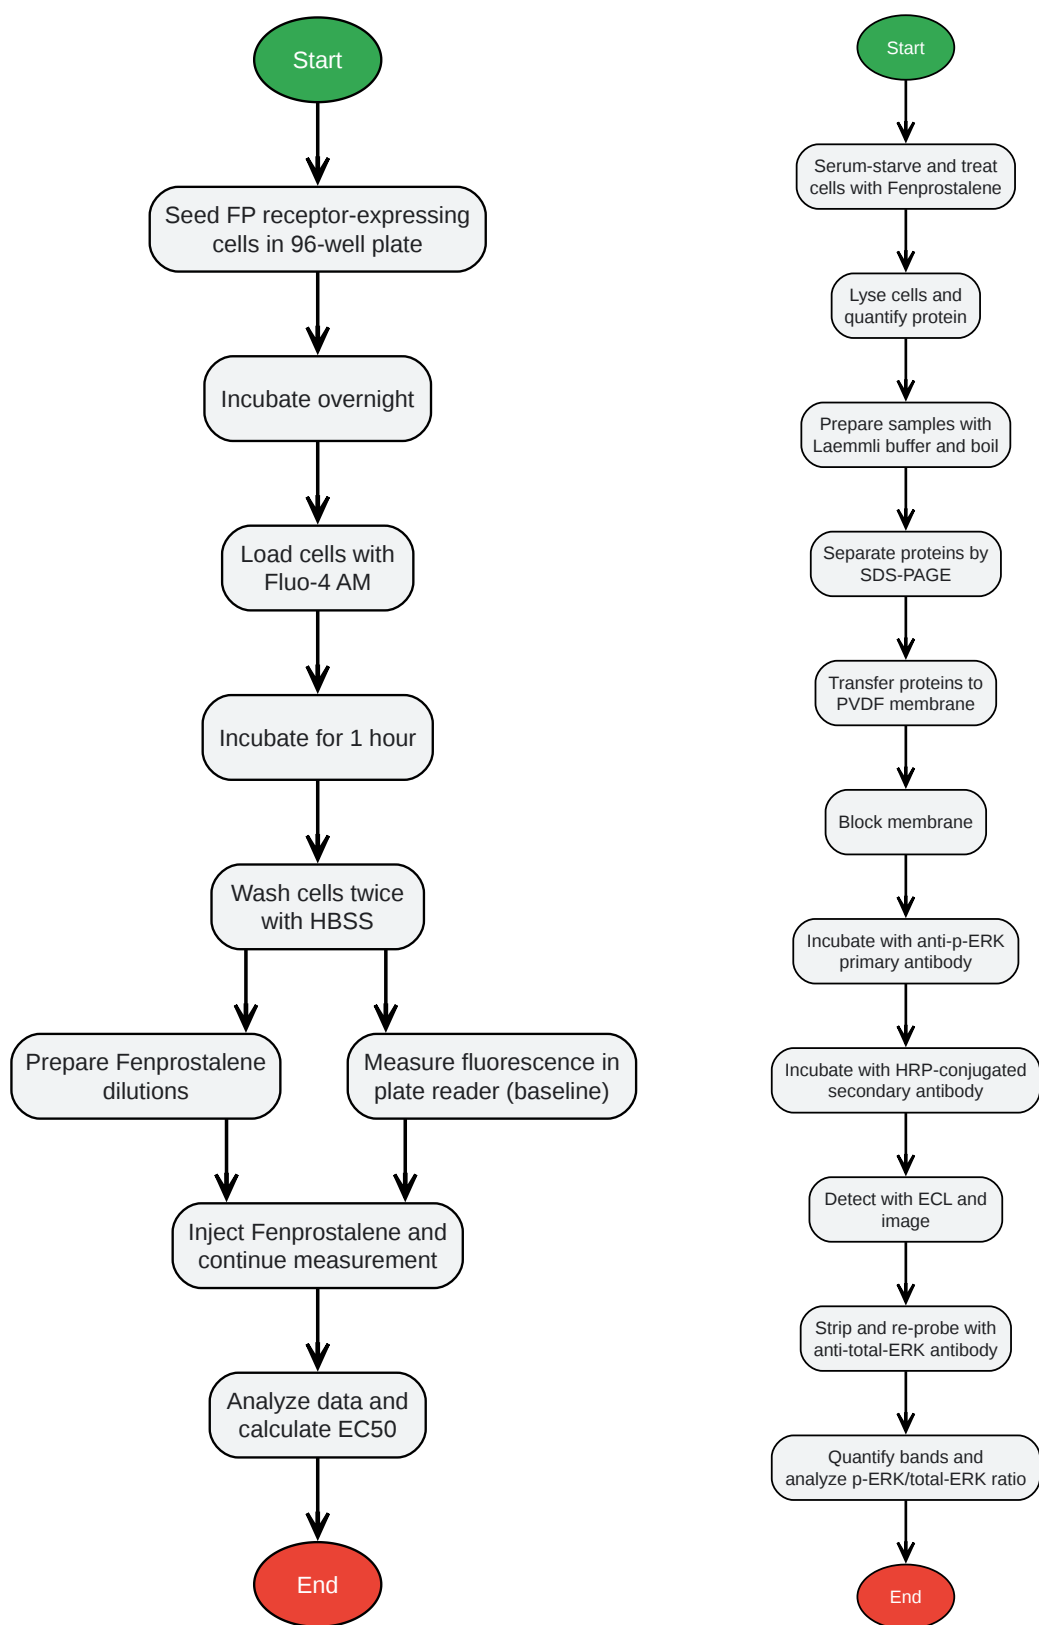 Start
Seed FP receptor-expressing
cells in 96-well plate
Incubate overnight
Load cells with
Fluo-4 AM
Incubate for 1 hour
Wash cells twice
with HBSS
Prepare Fenprostalene
dilutions
Measure fluorescence in
plate reader (baseline)
Inject Fenprostalene and
continue measurement
Analyze data and
calculate EC50
End
Start
Serum-starve and treat
cells with Fenprostalene
Lyse cells and
quantify protein
Prepare samples with
Laemmli buffer and boil
Separate proteins by
SDS-PAGE
Transfer proteins to
PVDF membrane
Block membrane
Incubate with anti-p-ERK
primary antibody
Incubate with HRP-conjugated
secondary antibody
Detect with ECL and
image
Strip and re-probe with
anti-total-ERK antibody
Quantify bands and
analyze p-ERK/total-ERK ratio
End